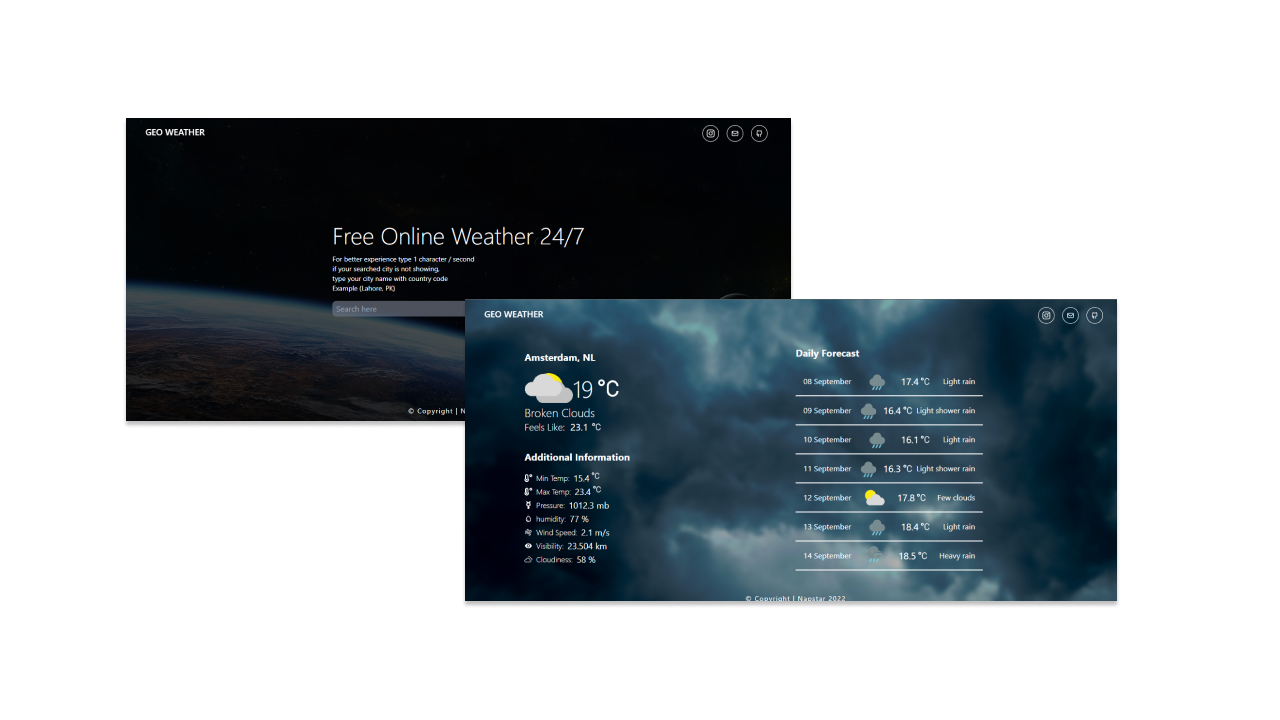 GEO WEATHER
Free Online Weather 24/7
For better experience type 1 character / second
if your searched city is not showing,
type your city name with country code
Example (Lahore, PK)
Search here
© Copyright | N
GEO WEATHER
Amsterdam, NL
19 °C
Broken Clouds
Feels Like: 23.1 °C
Additional Information
Min Temp: 15.4 °C
Max Temp: 23.4 °C
Pressure: 1012.3 mb
humidity: 77 %
Wind Speed: 2.1 m/s
Visibility: 23.504 km
Cloudiness: 58 %
Daily Forecast
08 September 17.4 °C Light rain
09 September 16.4 °C Light shower rain
10 September 16.1 °C Light rain
11 September 16.3 °C Light shower rain
12 September 17.8 °C Few clouds
13 September 18.4 °C Light rain
14 September 18.5 °C Heavy rain
© Copyright | Napstar 2022